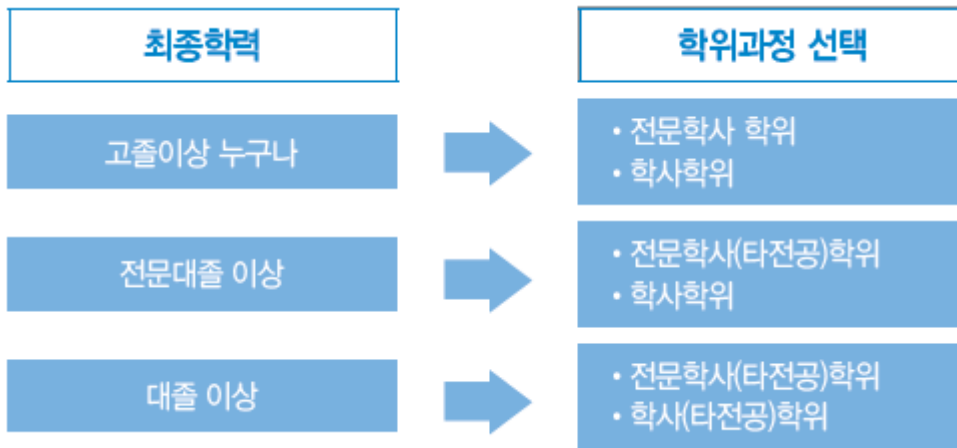 최종학력
학위과정 선택
고졸이상 누구나
• 전문학사 학위
• 학사학위
전문대졸 이상
• 전문학사(타전공)학위
• 학사학위
대졸 이상
• 전문학사(타전공)학위
• 학사(타전공)학위